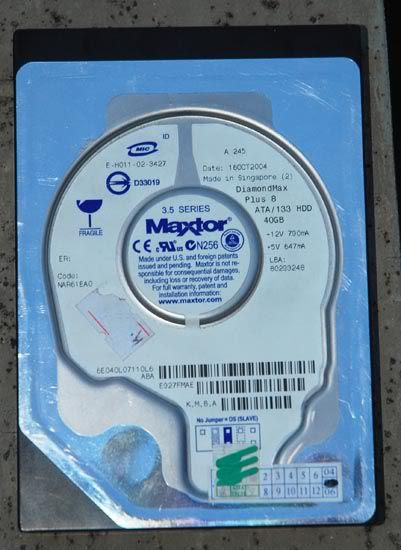 ID
MIC
E-H011-02-3427
D33019
A 245
Date: 16OCT2004
Made in Singapore (2)
DiamondMax
Plus 8
ATA/133 HDD
40GB
+12V 790mA
+5V 647mA
LBA:
80293248
FRAGILE
3.5 SERIES
Maxtor®
N256
Made under U.S. and foreign patents
issued and pending. Maxtor is not re-
sponsible for consequential damages,
including loss or recovery of data.
For full warranty, patent and
installation information:
www.maxtor.com
ER:
Code:
NAR61EA0
6E040L07110L6
ABA
E027FMAE
K,M,B,A
No Jumper = DS (SLAVE)
2 3 4 5 6 04
8 9 10 11 12 06